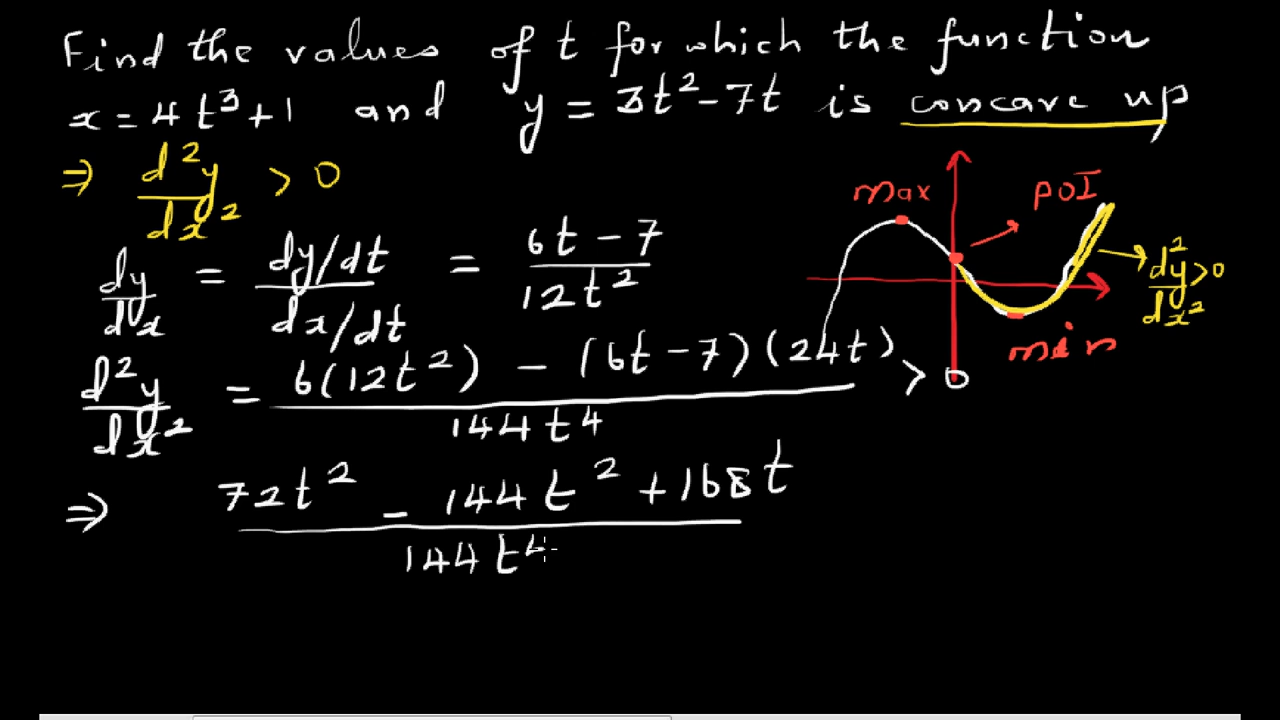 Find the values of t for which the function
x = 4t³+1 and y = 3t²-7t is concave up
⇒ d²y/dx² > 0
max
POI
dy/dx = (dy/dt)/(dx/dt) = (6t - 7)/(12t²)
d²y/dx² > 0
min
d²y/dx² = (6(12t²) - (6t - 7)(24t))/(144t⁴) > 0
⇒ (72t² - 144t² + 168t)/(144t⁴)